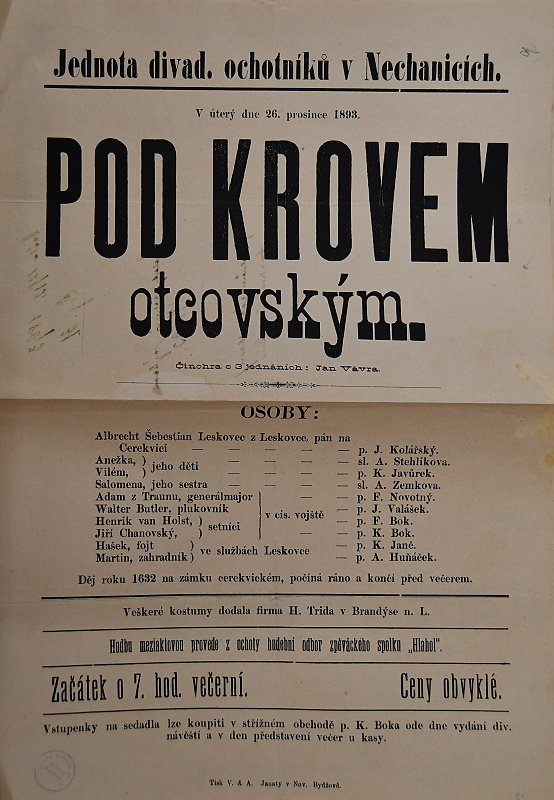 Jednota divad. ochotníků v Nechanicích.
V úterý dne 26. prosince 1893.
POD KROVEM
otcovským.
Činohra o 3 jednáních: Jan Vávra.
OSOBY:
Albrecht Šebestian Leskovec z Leskovce, pán na
Cerekvici — — — — — p. J. Kolářský.
Anežka, ) jeho děti — — — — sl. A. Stehlíkova.
Vilém, ) — — — — p. K. Javůrek.
Salomena, jeho sestra — — — — sl. A. Zemkova.
Adam z Traunu, generálmajor — — p. F. Novotný.
Walter Butler, plukovník } v cís. vojště — p. J. Valášek.
Henrik van Holst, ) setníci — p. F. Bok.
Jiří Chanovský, ) — — p. K. Bok.
Hašek, fojt ) ve službách Leskovce — p. K. Janč.
Martin, zahradník ) — p. A. Huňáček.
Děj roku 1632 na zámku cerekvickém, počíná ráno a končí před večerem.
Veškeré kostumy dodala firma H. Trida v Brandýse n. L.
Hudbu meziaktovou provede z ochoty hudební odbor zpěváckého spolku „Hlahol".
Začátek o 7. hod. večerní. Ceny obvyklé.
Vstupenky na sedadla lze koupiti v střižném obchodě p. K. Boka ode dne vydání div.
návěští a v den představení večer u kasy.
Tisk V. & A. Janaty v Nov. Bydžově.